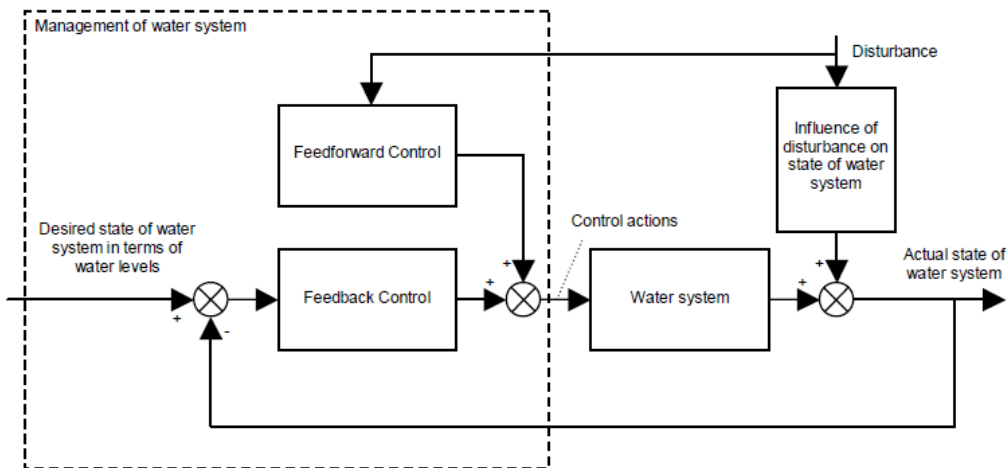 Management of water system
Disturbance
Feedforward Control
Influence of
disturbance on
state of water
system
Desired state of water
system in terms of
water levels
+
-
Feedback Control
+
+
Control actions
Water system
+
+
Actual state of
water system